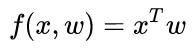 f(x, w) = x^T w